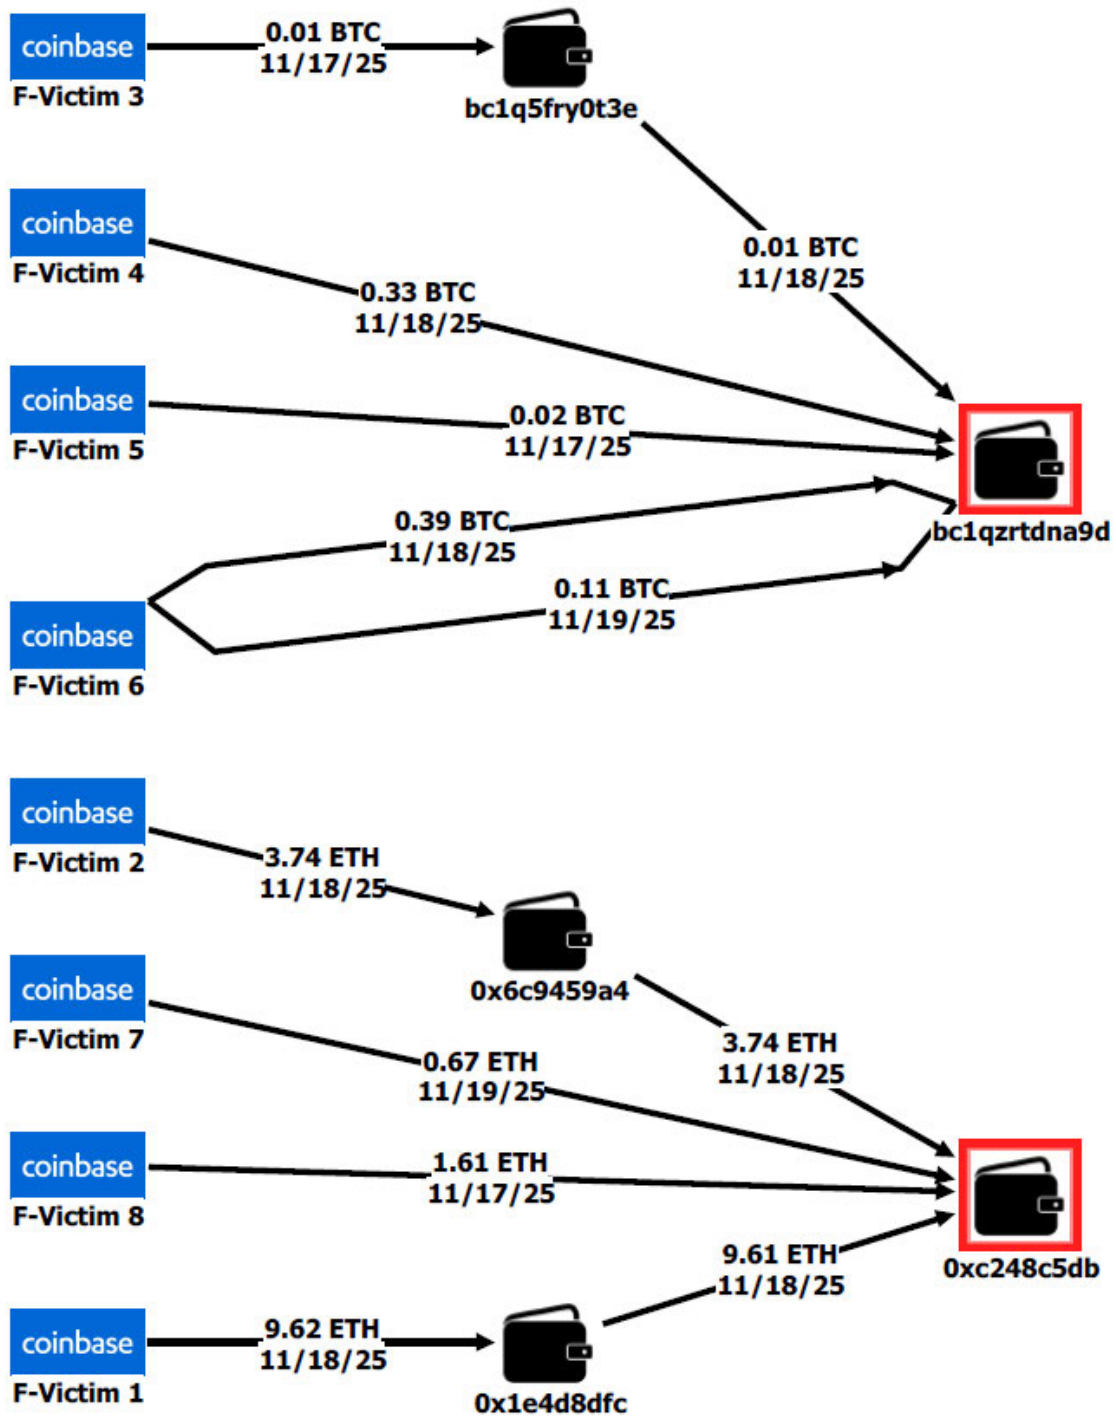 coinbase
F-Victim 3
0.01 BTC
11/17/25
bc1q5fry0t3e
0.01 BTC
11/18/25
coinbase
F-Victim 4
0.33 BTC
11/18/25
coinbase
F-Victim 5
0.02 BTC
11/17/25
bc1qzrtdna9d
0.39 BTC
11/18/25
0.11 BTC
11/19/25
coinbase
F-Victim 6
coinbase
F-Victim 2
3.74 ETH
11/18/25
0x6c9459a4
3.74 ETH
11/18/25
coinbase
F-Victim 7
0.67 ETH
11/19/25
coinbase
F-Victim 8
1.61 ETH
11/17/25
0xc248c5db
9.61 ETH
11/18/25
coinbase
F-Victim 1
9.62 ETH
11/18/25
0x1e4d8dfc